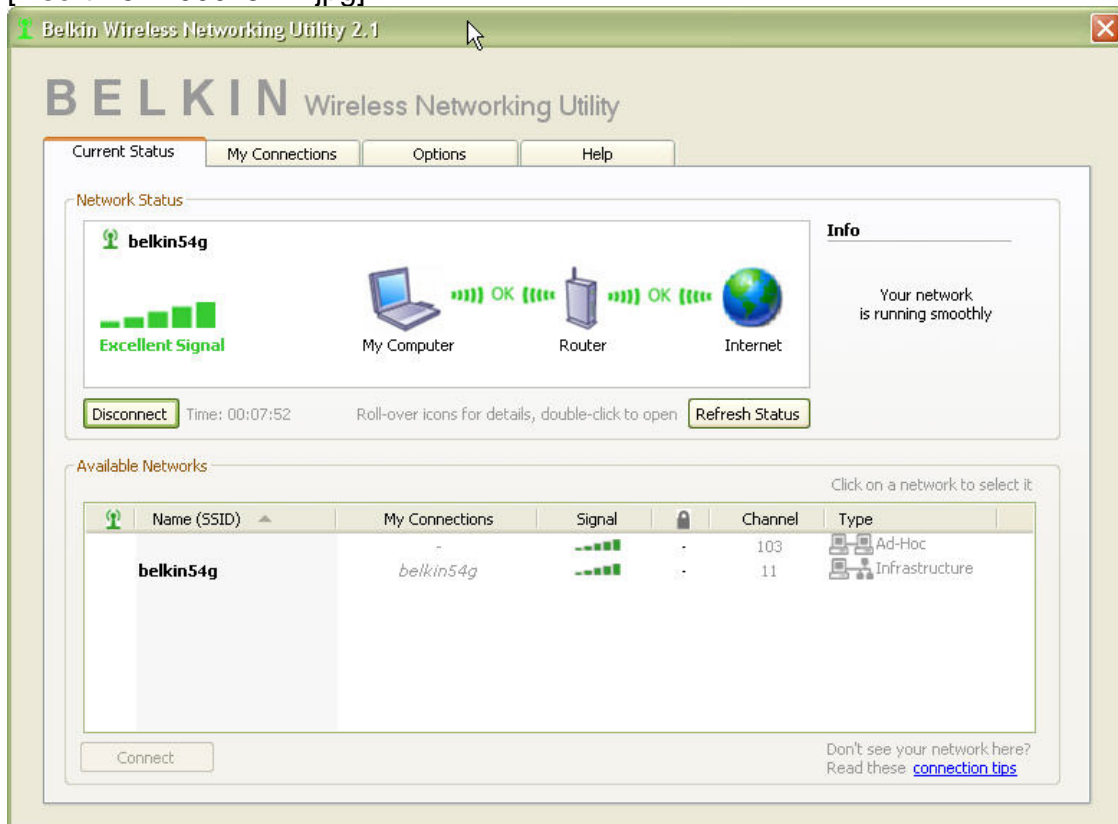 Belkin Wireless Networking Utility 2.1
BELKIN Wireless Networking Utility
Current Status My Connections Options Help
Network Status
belkin54g
Info
OK OK
Your network
is running smoothly
Excellent Signal My Computer Router Internet
Disconnect Time: 00:07:52 Roll-over icons for details, double-click to open Refresh Status
Available Networks
Click on a network to select it
Name (SSID) My Connections Signal Channel Type
- - 103 Ad-Hoc
belkin54g belkin54g - 11 Infrastructure
Connect
Don't see your network here?
Read these connection tips